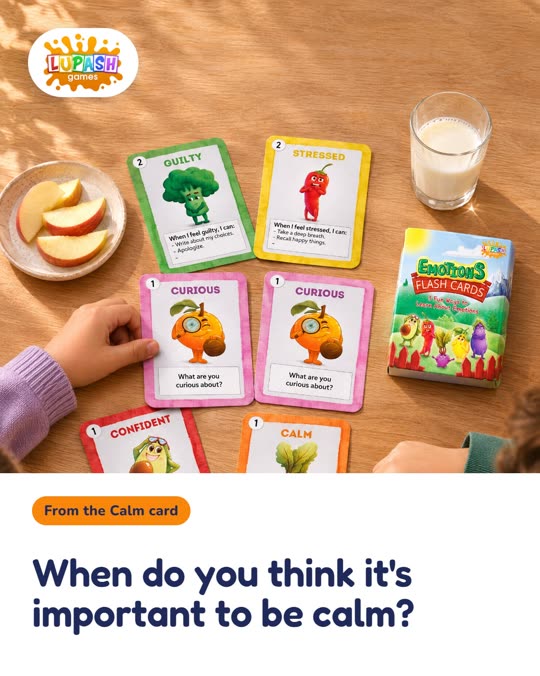 LUPASH
games
2
GUILTY
When I feel guilty, I can:
- Write about my choices.
- Apologize.
-
2
STRESSED
When I feel stressed, I can:
- Take a deep breath.
- Recall happy things.
-
1
CURIOUS
What are you
curious about?
1
CURIOUS
What are you
curious about?
EMOTIONS
FLASH CARDS
1
CONFIDENT
1
CALM
From the Calm card
When do you think it's
important to be calm?